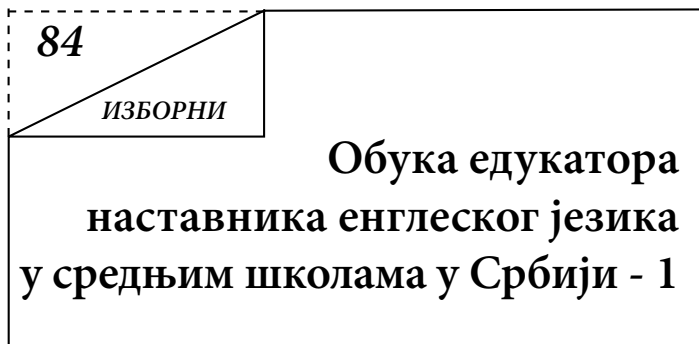 84
ИЗБОРНИ
Обука едукатора
наставника енглеског језика
у средњим школама у Србији - 1